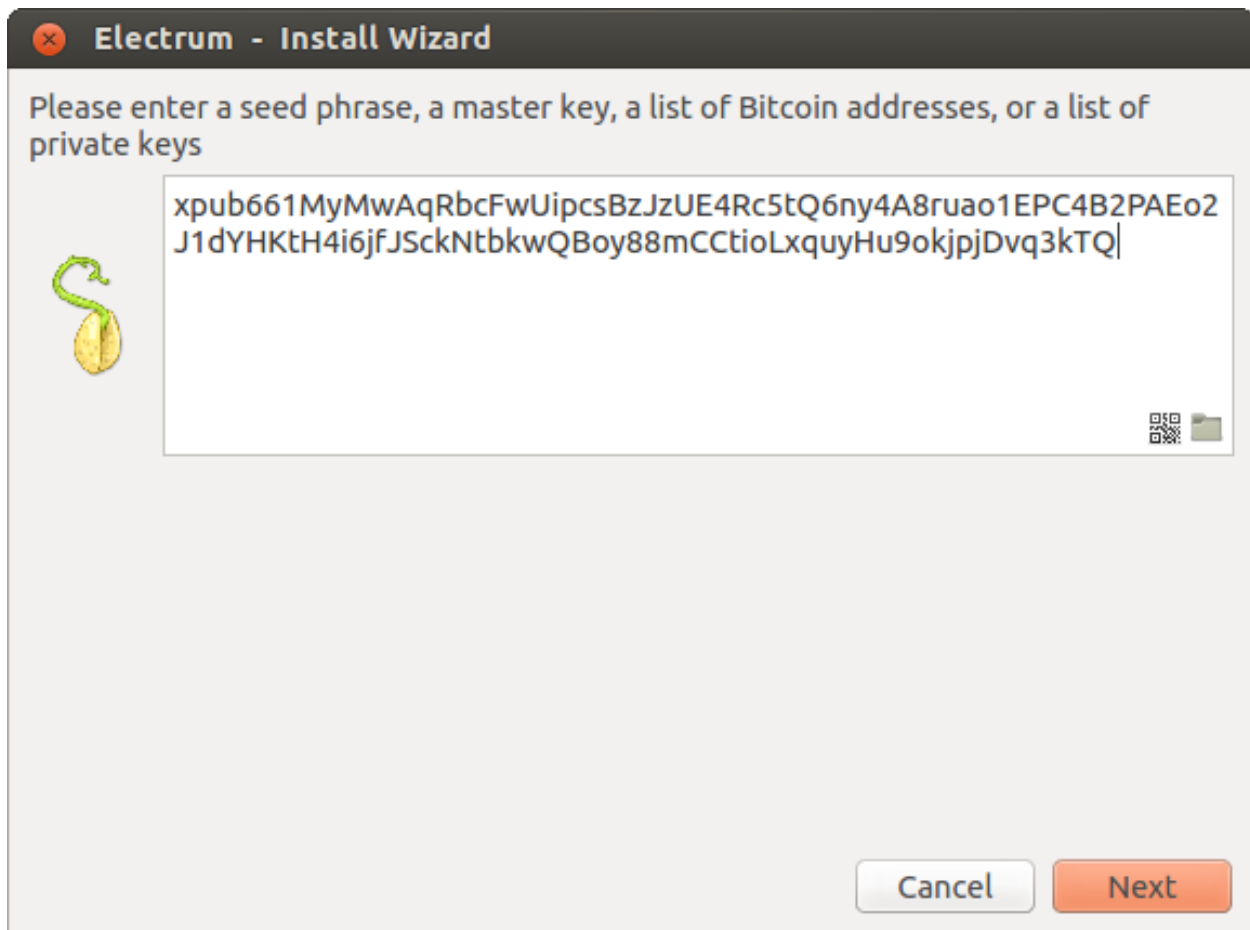 Electrum - Install Wizard
Please enter a seed phrase, a master key, a list of Bitcoin addresses, or a list of
private keys
xpub661MyMwAqRbcFwUipcsBzJzUE4Rc5tQ6ny4A8ruao1EPC4B2PAEo2
J1dYHKtH4i6jfJSckNtbkwQBoy88mCCtioLxquyHu9okjpjDvq3kTQ
Cancel
Next